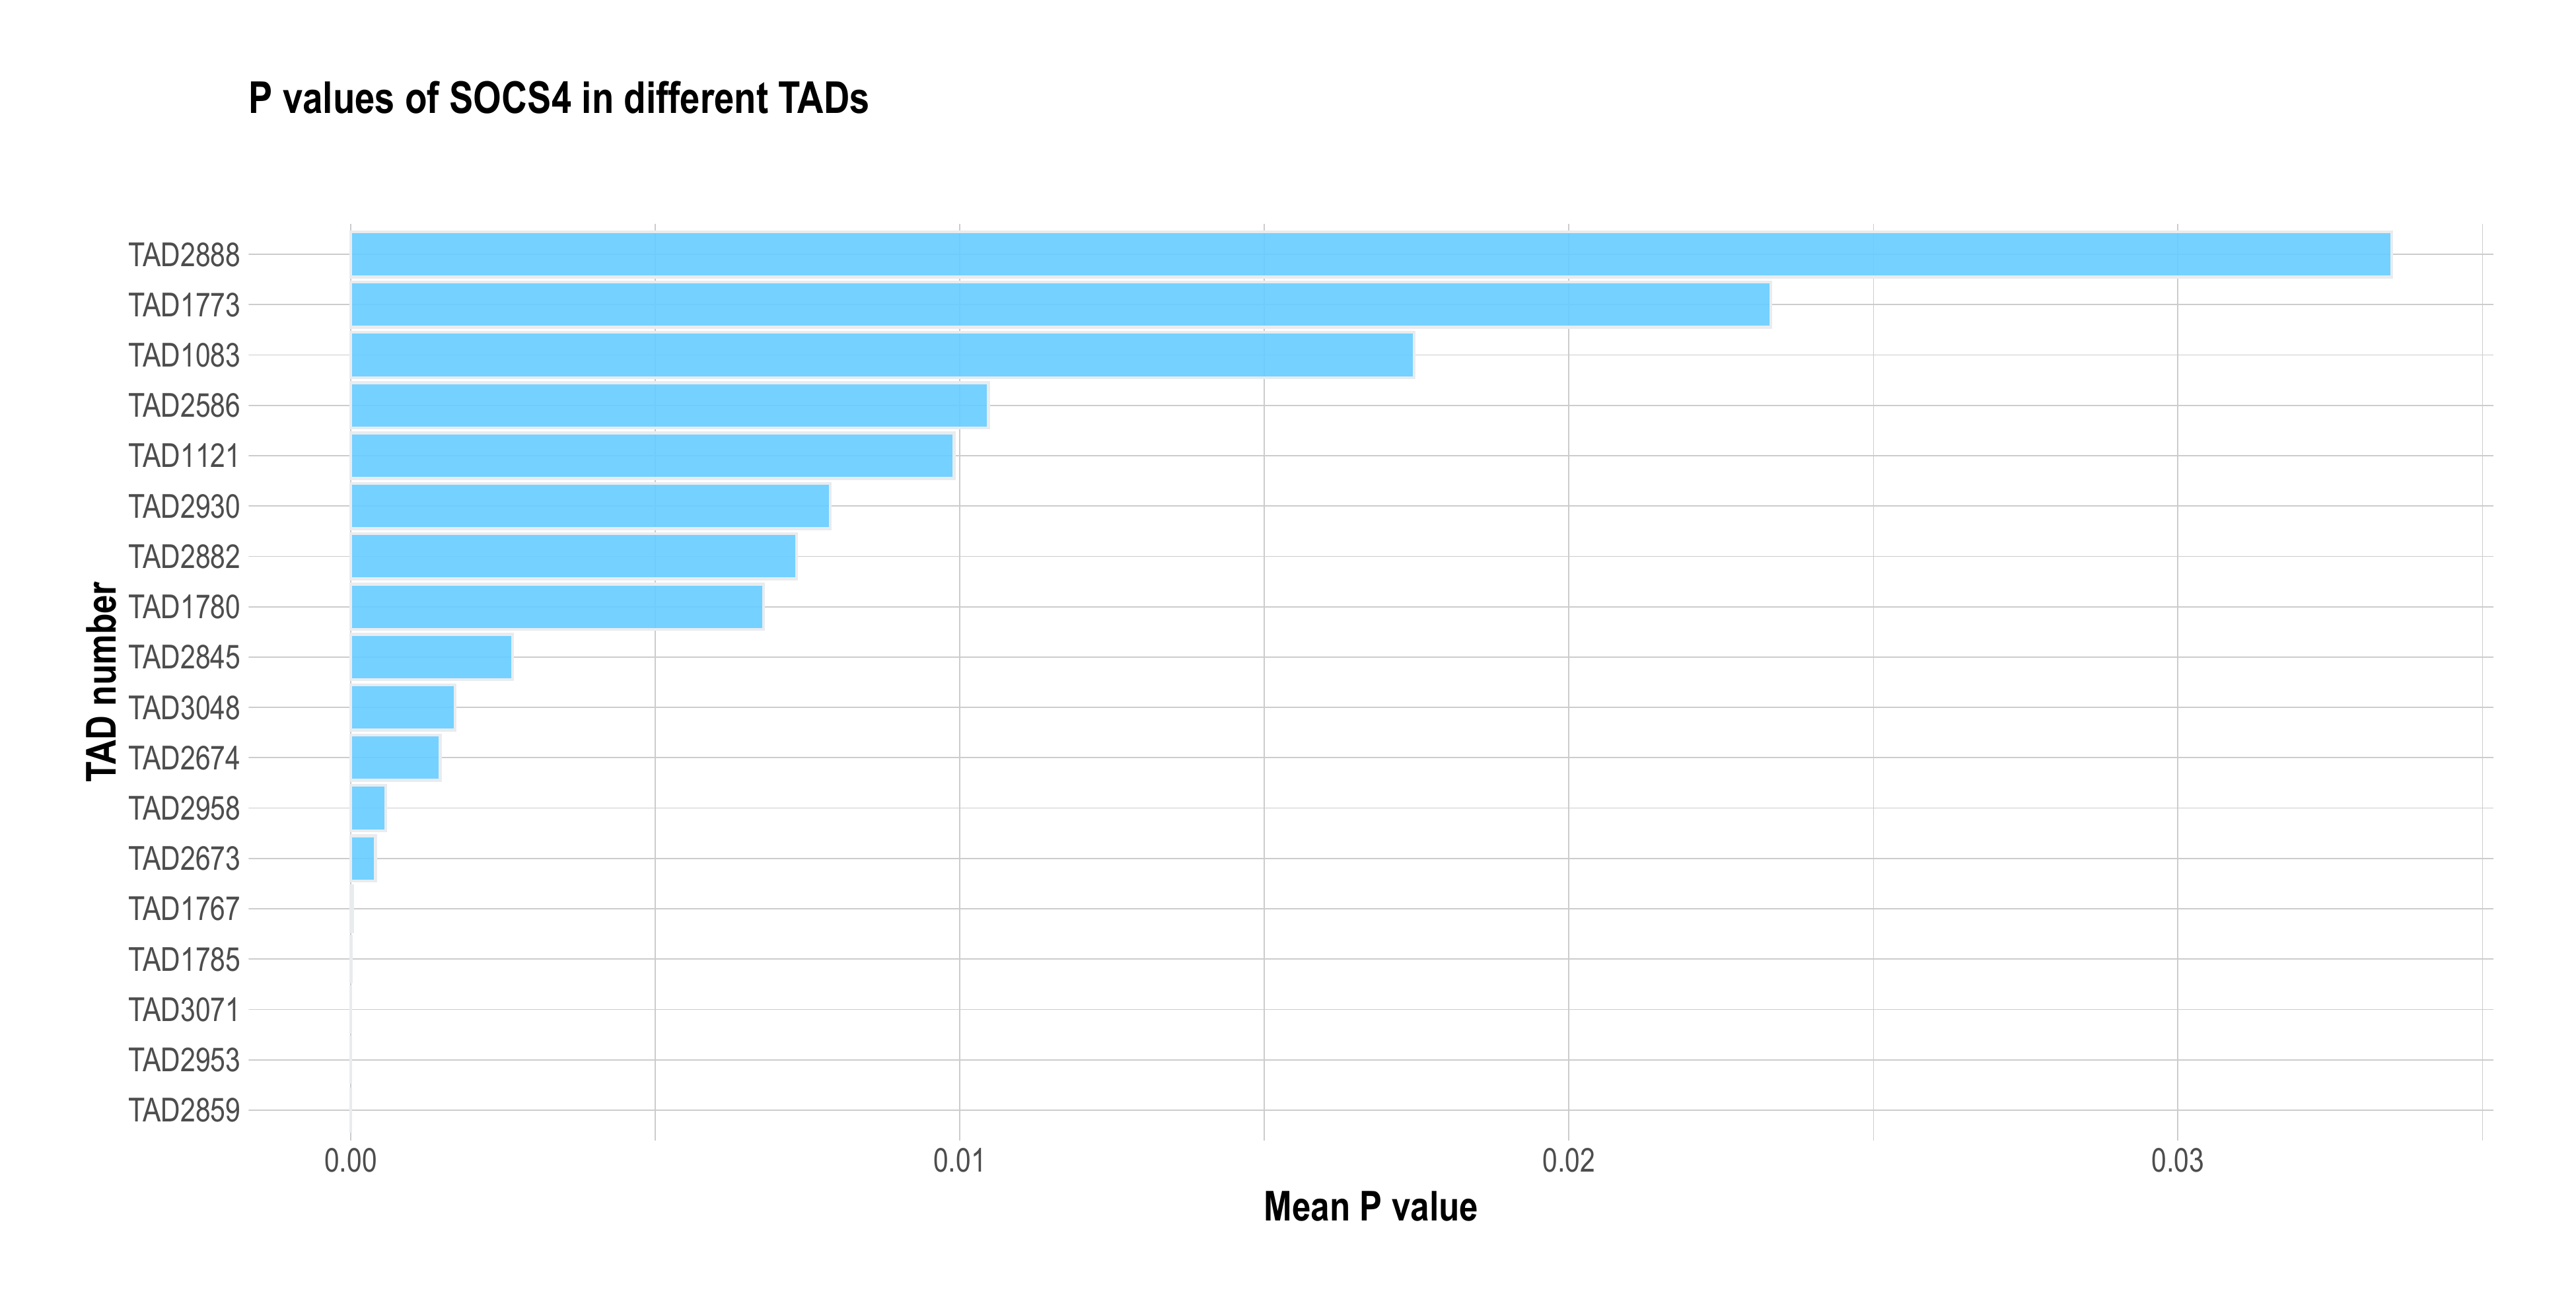 P values of SOCS4 in different TADs
TAD number
TAD2888
TAD1773
TAD1083
TAD2586
TAD1121
TAD2930
TAD2882
TAD1780
TAD2845
TAD3048
TAD2674
TAD2958
TAD2673
TAD1767
TAD1785
TAD3071
TAD2953
TAD2859
0.00 0.01 0.02 0.03
Mean P value